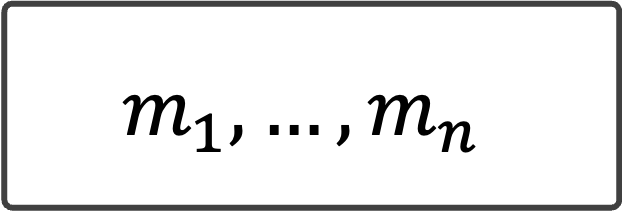 m₁, … , mₙ